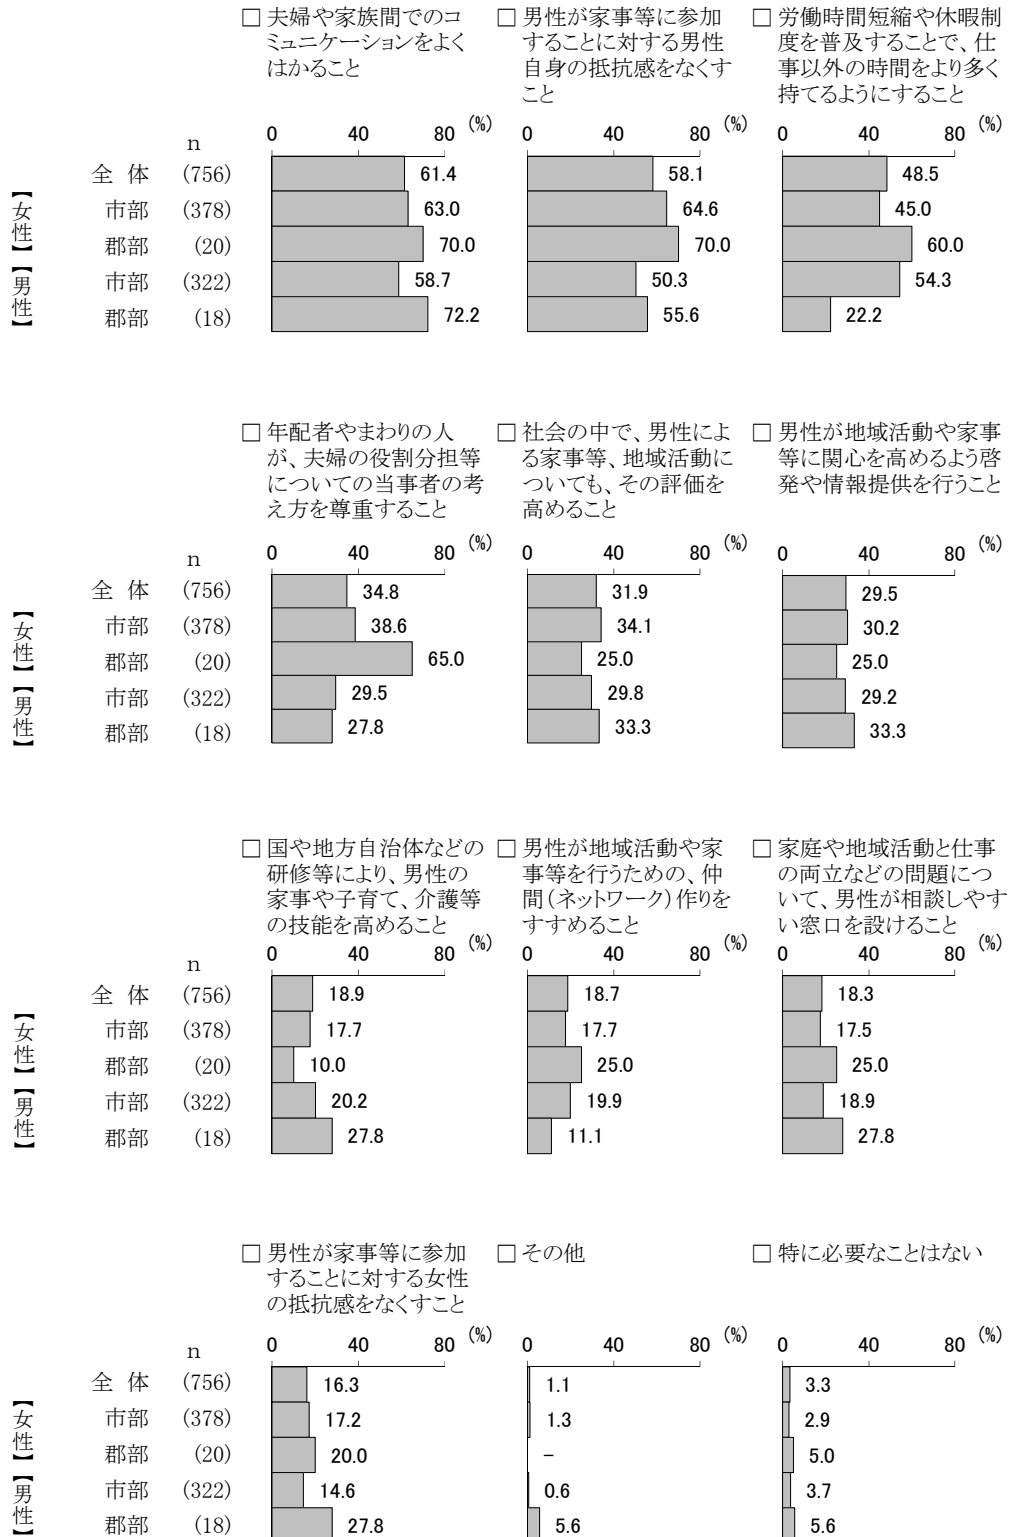 □ 夫婦や家族間でのコ
ミュニケーションをよく
はかること
□ 男性が家事等に参加
することに対する男性
自身の抵抗感をなくす
こと
□ 労働時間短縮や休暇制
度を普及することで、仕
事以外の時間をより多く
持てるようにすること
n
0 40 80 (%)
0 40 80 (%)
0 40 80 (%)
【女性】【男性】
全 体 (756) 61.4 58.1 48.5
市部 (378) 63.0 64.6 45.0
郡部 (20) 70.0 70.0 60.0
市部 (322) 58.7 50.3 54.3
郡部 (18) 72.2 55.6 22.2
□ 年配者やまわりの人
が、夫婦の役割分担等
についての当事者の考
え方を尊重すること
□ 社会の中で、男性によ
る家事等、地域活動に
ついても、その評価を
高めること
□ 男性が地域活動や家事
等に関心を高めるよう啓
発や情報提供を行うこと
n
0 40 80 (%)
0 40 80 (%)
0 40 80 (%)
【女性】【男性】
全 体 (756) 34.8 31.9 29.5
市部 (378) 38.6 34.1 30.2
郡部 (20) 65.0 25.0 25.0
市部 (322) 29.5 29.8 29.2
郡部 (18) 27.8 33.3 33.3
□ 国や地方自治体などの
研修等により、男性の
家事や子育て、介護等
の技能を高めること
□ 男性が地域活動や家
事等を行うための、仲
間(ネットワーク)作りを
すすめること
□ 家庭や地域活動と仕事
の両立などの問題につ
いて、男性が相談しやす
い窓口を設けること
n
0 40 80 (%)
0 40 80 (%)
0 40 80 (%)
【女性】【男性】
全 体 (756) 18.9 18.7 18.3
市部 (378) 17.7 17.7 17.5
郡部 (20) 10.0 25.0 25.0
市部 (322) 20.2 19.9 18.9
郡部 (18) 27.8 11.1 27.8
□ 男性が家事等に参加
することに対する女性
の抵抗感をなくすこと
□ その他
□ 特に必要なことはない
n
0 40 80 (%)
0 40 80 (%)
0 40 80 (%)
【女性】【男性】
全 体 (756) 16.3 1.1 3.3
市部 (378) 17.2 1.3 2.9
郡部 (20) 20.0 － 5.0
市部 (322) 14.6 0.6 3.7
郡部 (18) 27.8 5.6 5.6